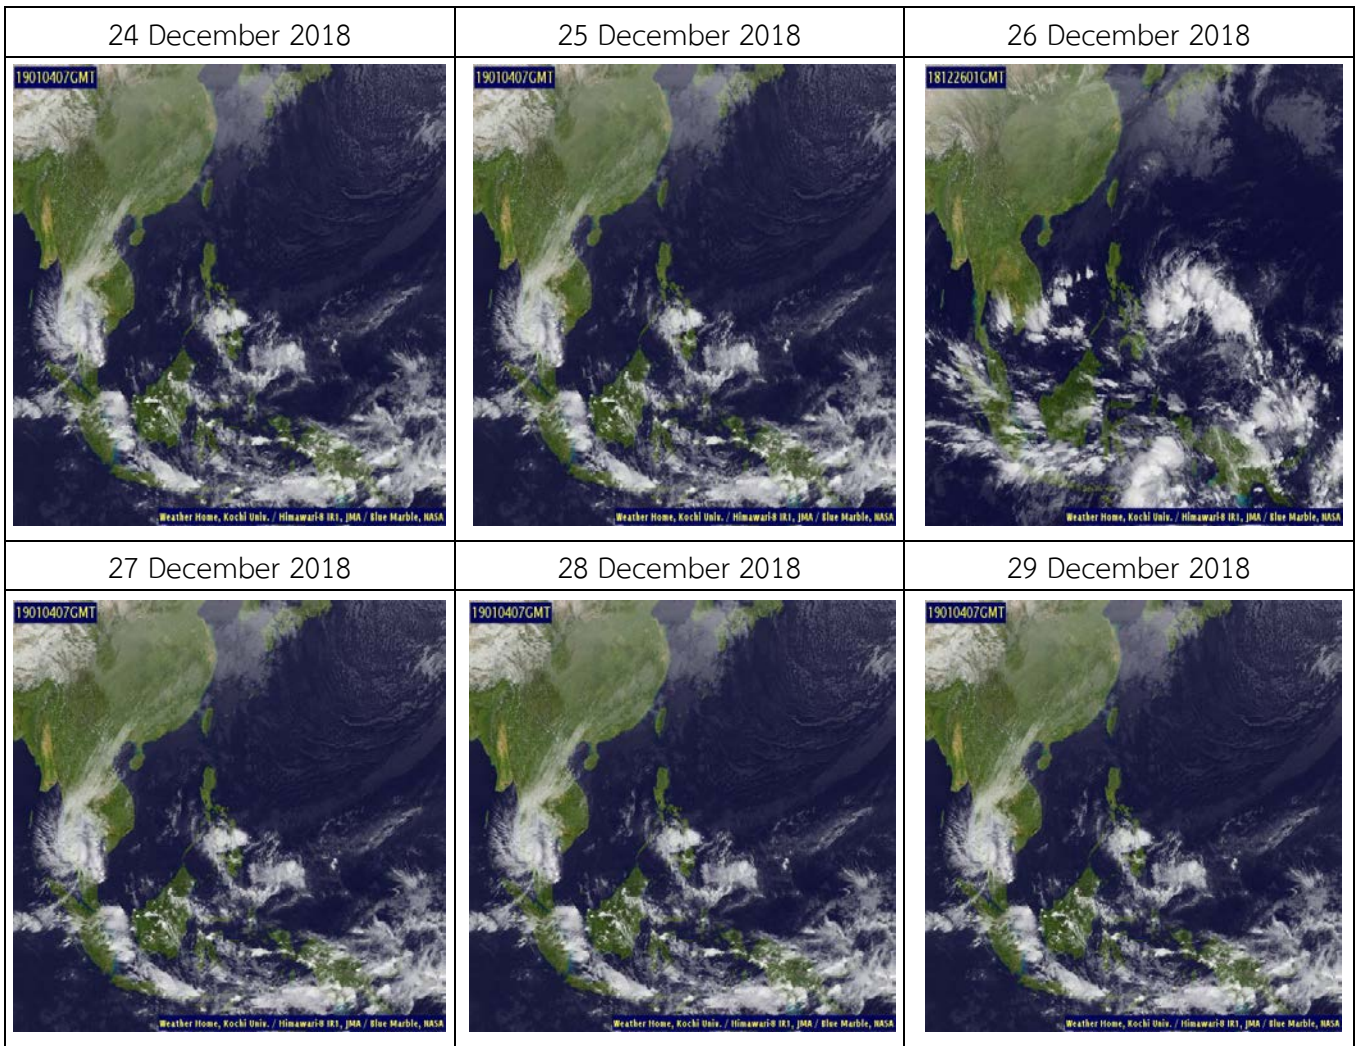 24 December 2018
25 December 2018
26 December 2018
19010407GMT
19010407GMT
18122601GMT
Weather Home, Kochi Univ. / Himawari-8 IR1, JMA / Blue Marble, NASA
Weather Home, Kochi Univ. / Himawari-8 IR1, JMA / Blue Marble, NASA
Weather Home, Kochi Univ. / Himawari-8 IR1, JMA / Blue Marble, NASA
27 December 2018
28 December 2018
29 December 2018
19010407GMT
19010407GMT
19010407GMT
Weather Home, Kochi Univ. / Himawari-8 IR1, JMA / Blue Marble, NASA
Weather Home, Kochi Univ. / Himawari-8 IR1, JMA / Blue Marble, NASA
Weather Home, Kochi Univ. / Himawari-8 IR1, JMA / Blue Marble, NASA